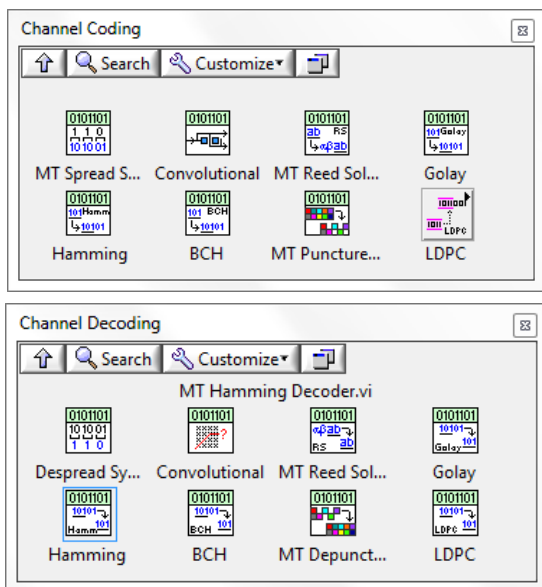 Channel Coding
Search Customize
0101101 0101101 0101101 0101101
1 1 0 ab RS 101Golay
10 10 01 αβab 10101
MT Spread S... Convolutional MT Reed Sol... Golay
0101101 0101101 0101101 101100
101Hamm 101 BCH 1011
10101 10101 LDPC
Hamming BCH MT Puncture... LDPC
Channel Decoding
Search Customize
MT Hamming Decoder.vi
0101101 0101101 0101101 0101101
10 10 01 ? αβab 10101
1 1 0 RS ab Golay 101
Despread Sy... Convolutional MT Reed Sol... Golay
0101101 0101101 0101101 0101101
10101 10101 10101
Hamm 101 BCH 101 LDPC 101
Hamming BCH MT Depunct... LDPC